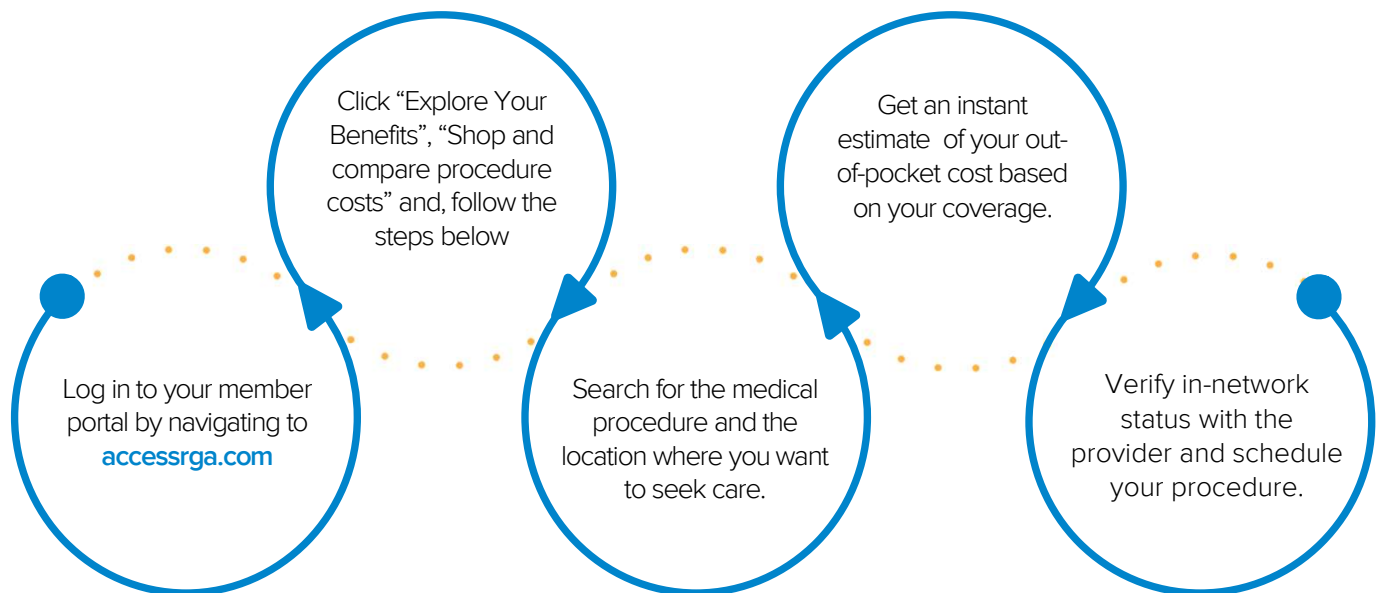 Log in to your member
portal by navigating to
accessrga.com
Click “Explore Your
Benefits”, “Shop and
compare procedure
costs” and, follow the
steps below
Search for the medical
procedure and the
location where you want
to seek care.
Get an instant
estimate  of your out-
of-pocket cost based
on your coverage.
Verify in-network
status with the
provider and schedule
your procedure.